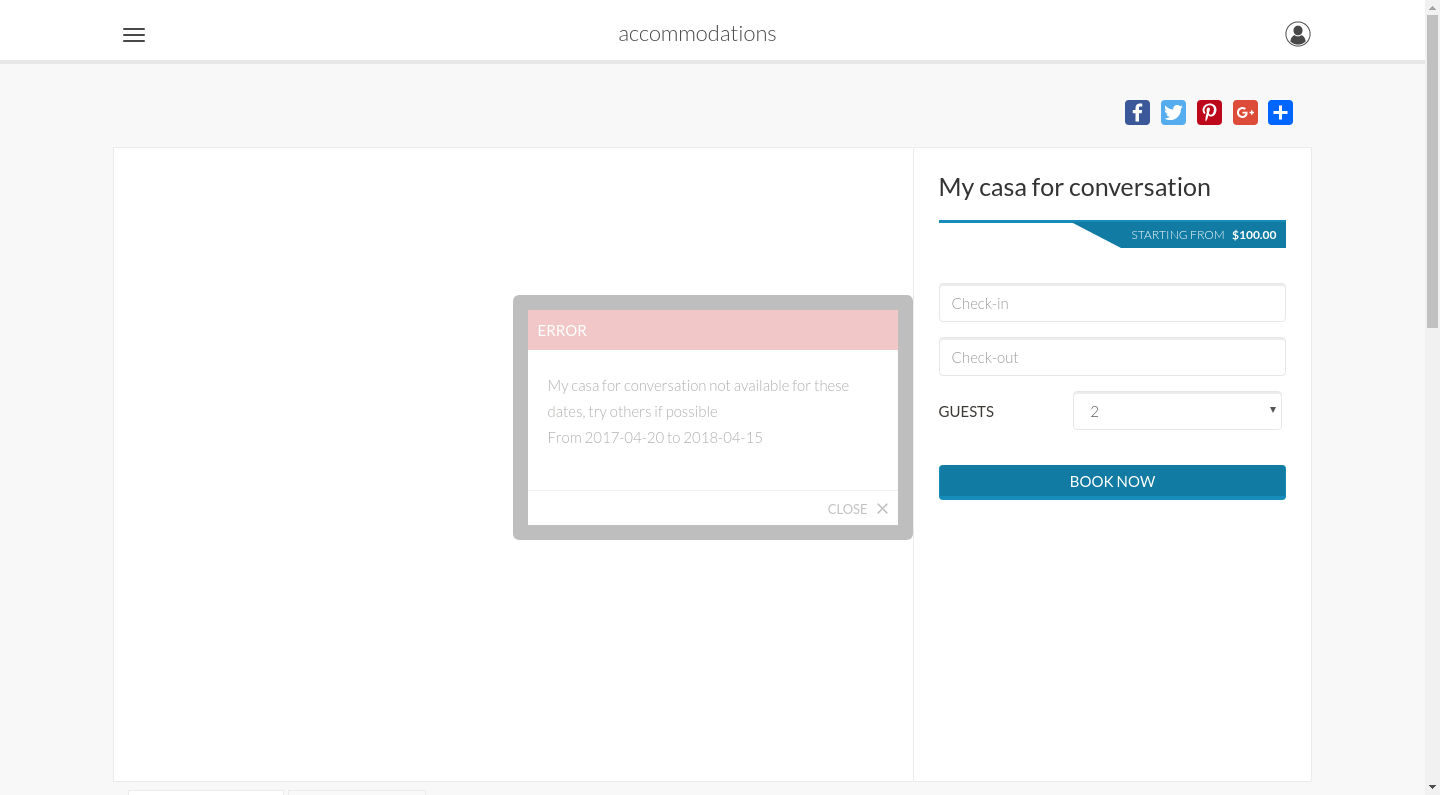 accommodations
My casa for conversation
STARTING FROM $100.00
Check-in
Check-out
GUESTS 2
BOOK NOW
ERROR
My casa for conversation not available for these
dates, try others if possible
From 2017-04-20 to 2018-04-15
CLOSE